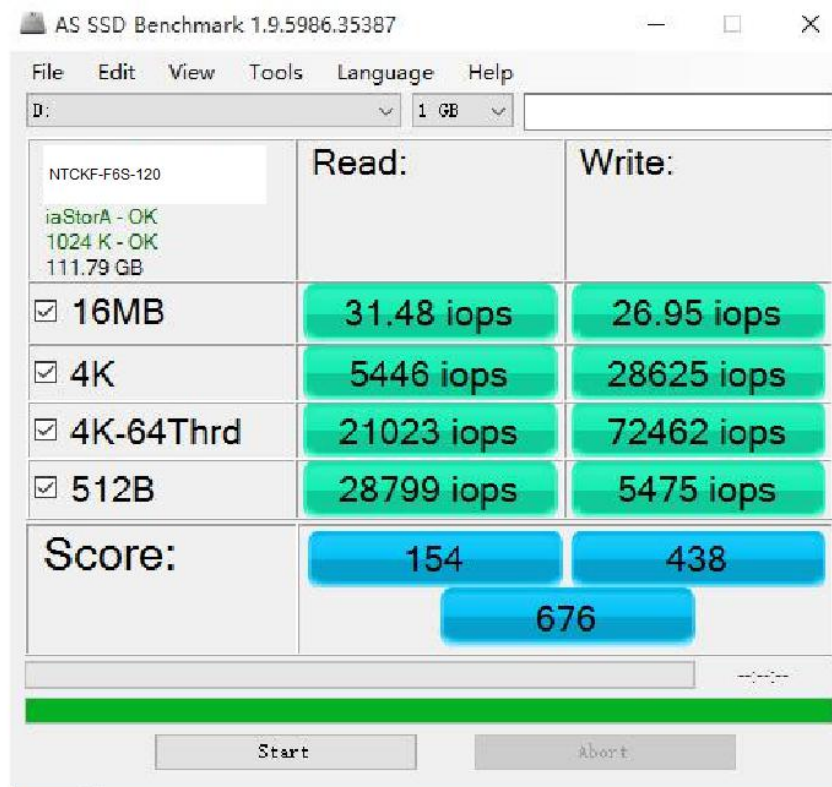 AS SSD Benchmark 1.9.5986.35387
File Edit View Tools Language Help
D: 1 GB
NTCKF-F6S-120
iaStorA - OK
1024 K - OK
111.79 GB
Read: Write:
16MB 31.48 iops 26.95 iops
4K 5446 iops 28625 iops
4K-64Thrd 21023 iops 72462 iops
512B 28799 iops 5475 iops
Score: 154 438
676
--:--:--
Start Abort